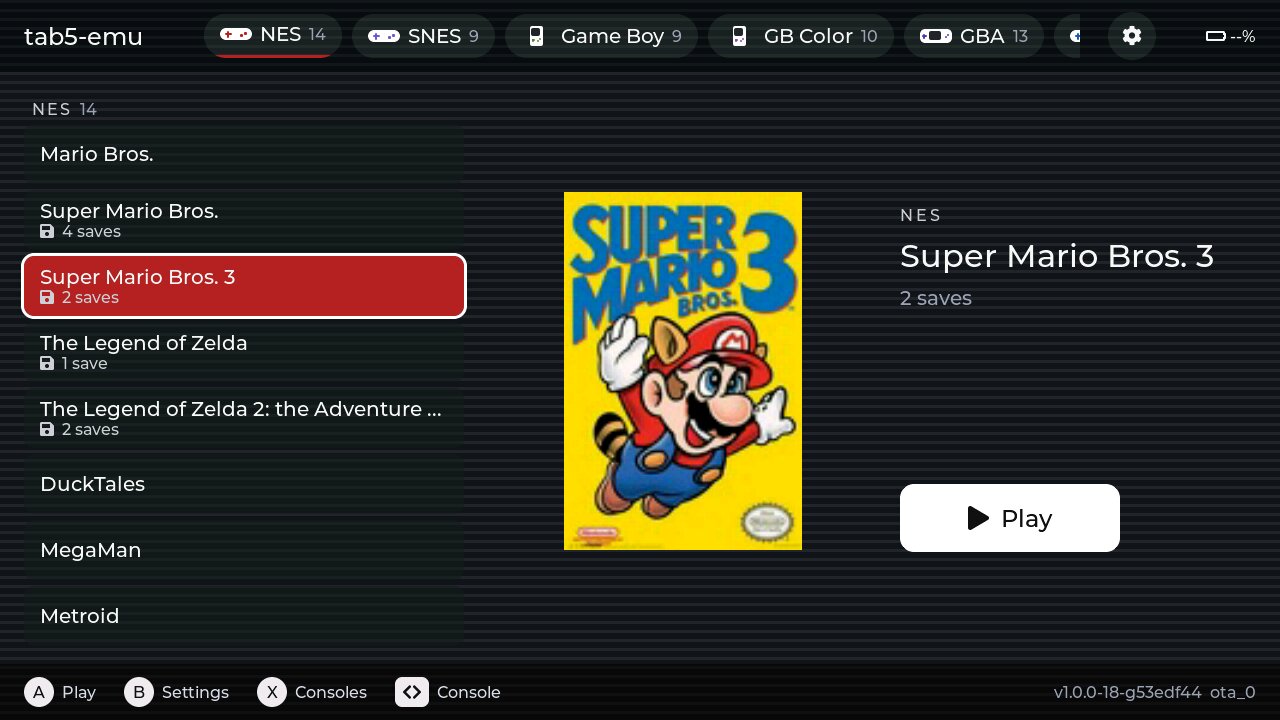 tab5-emu
NES 14
SNES 9
Game Boy 9
GB Color 10
GBA 13
--%
NES 14
Mario Bros.
Super Mario Bros.
4 saves
Super Mario Bros. 3
2 saves
The Legend of Zelda
1 save
The Legend of Zelda 2: the Adventure ...
2 saves
DuckTales
MegaMan
Metroid
SUPER
MARIO
BROS. 3
Nintendo
NES
Super Mario Bros. 3
2 saves
Play
A Play
B Settings
X Consoles
Console
v1.0.0-18-g53edf44 ota_0